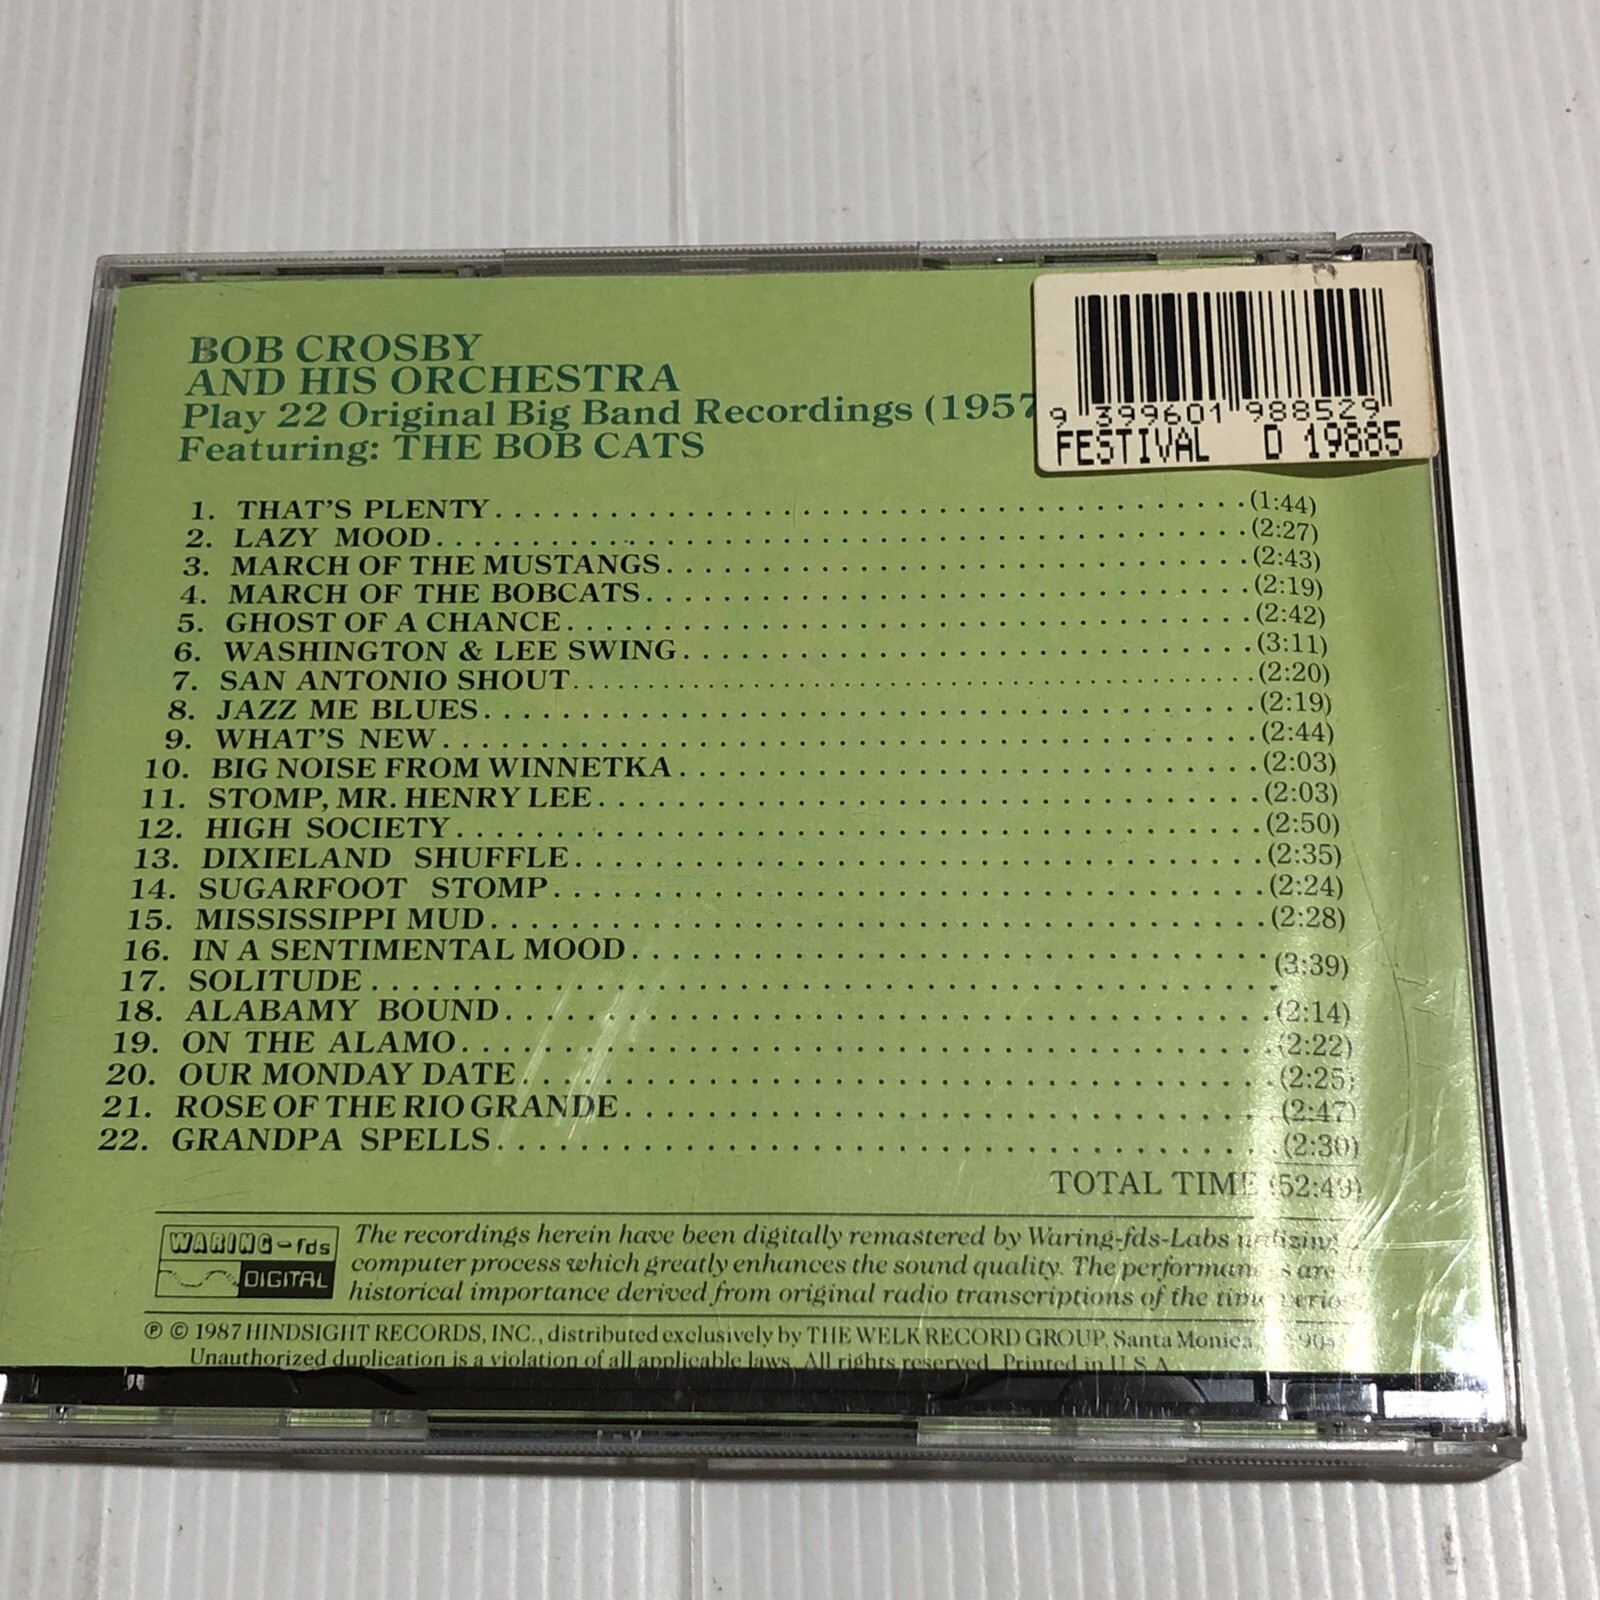 BOB CROSBY
AND HIS ORCHESTRA
Play 22 Original Big Band Recordings (1957
Featuring: THE BOB CATS
9 399601 988529
FESTIVAL D 19885
1. THAT'S PLENTY (1:44)
2. LAZY MOOD (2:27)
3. MARCH OF THE MUSTANGS (2:43)
4. MARCH OF THE BOBCATS (2:19)
5. GHOST OF A CHANCE (2:42)
6. WASHINGTON & LEE SWING (3:11)
7. SAN ANTONIO SHOUT (2:20)
8. JAZZ ME BLUES (2:19)
9. WHAT'S NEW (2:44)
10. BIG NOISE FROM WINNETKA (2:03)
11. STOMP, MR. HENRY LEE (2:03)
12. HIGH SOCIETY (2:50)
13. DIXIELAND SHUFFLE (2:35)
14. SUGARFOOT STOMP (2:24)
15. MISSISSIPPI MUD (2:28)
16. IN A SENTIMENTAL MOOD (3:39)
17. SOLITUDE
18. ALABAMY BOUND (2:14)
19. ON THE ALAMO (2:22)
20. OUR MONDAY DATE (2:25)
21. ROSE OF THE RIO GRANDE (2:47)
22. GRANDPA SPELLS (2:30)
TOTAL TIME (52:49)
WARING-fds
DIGITAL
The recordings herein have been digitally remastered by Waring-fds-Labs utilizing
computer process which greatly enhances the sound quality. The performances are
historical importance derived from original radio transcriptions of the time period
℗ © 1987 HINDSIGHT RECORDS, INC., distributed exclusively by THE WELK RECORD GROUP, Santa Monica,
Unauthorized duplication is a violation of all applicable laws. All rights reserved. Printed in U.S.A.